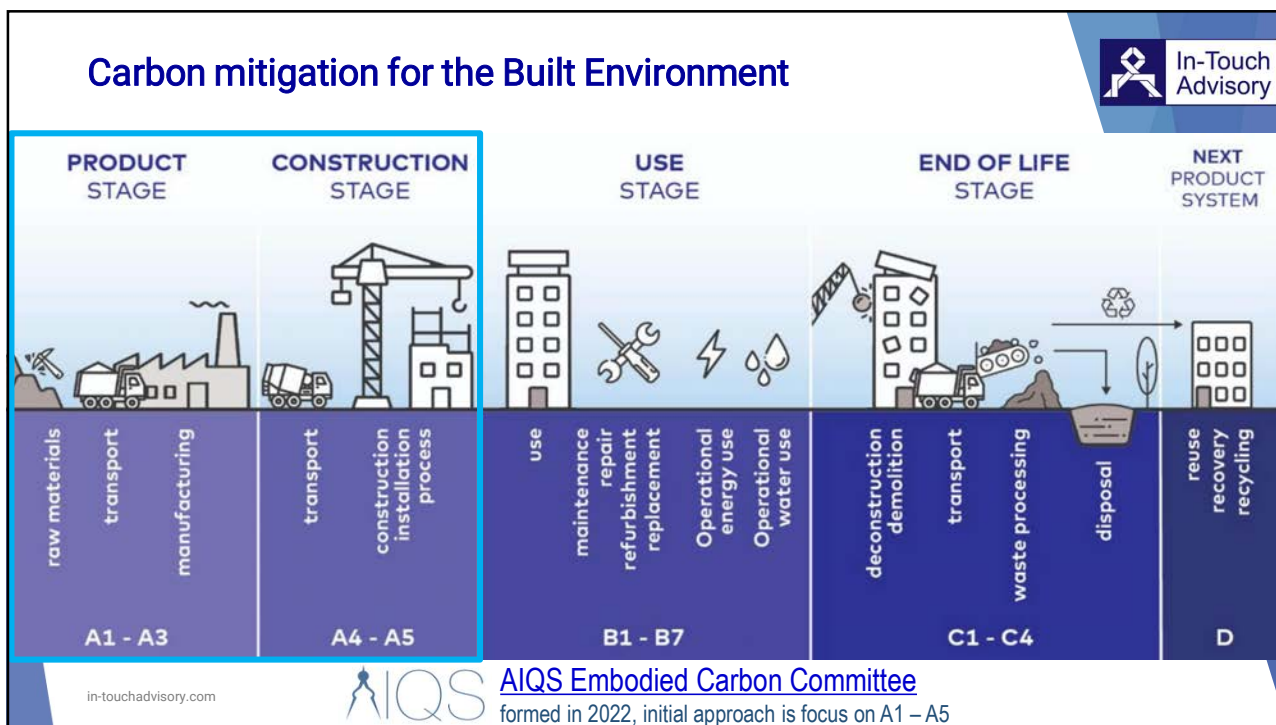 Carbon mitigation for the Built Environment
In-Touch
Advisory
PRODUCT
STAGE
CONSTRUCTION
STAGE
USE
STAGE
END OF LIFE
STAGE
NEXT
PRODUCT
SYSTEM
raw materials
transport
manufacturing
transport
construction
installation
process
use
maintenance
repair
refurbishment
replacement
Operational
energy use
Operational
water use
deconstruction
demolition
transport
waste processing
disposal
reuse
recovery
recycling
A1 - A3
A4 - A5
B1 - B7
C1 - C4
D
in-touchadvisory.com
AIQS
AIQS Embodied Carbon Committee
formed in 2022, initial approach is focus on A1 – A5